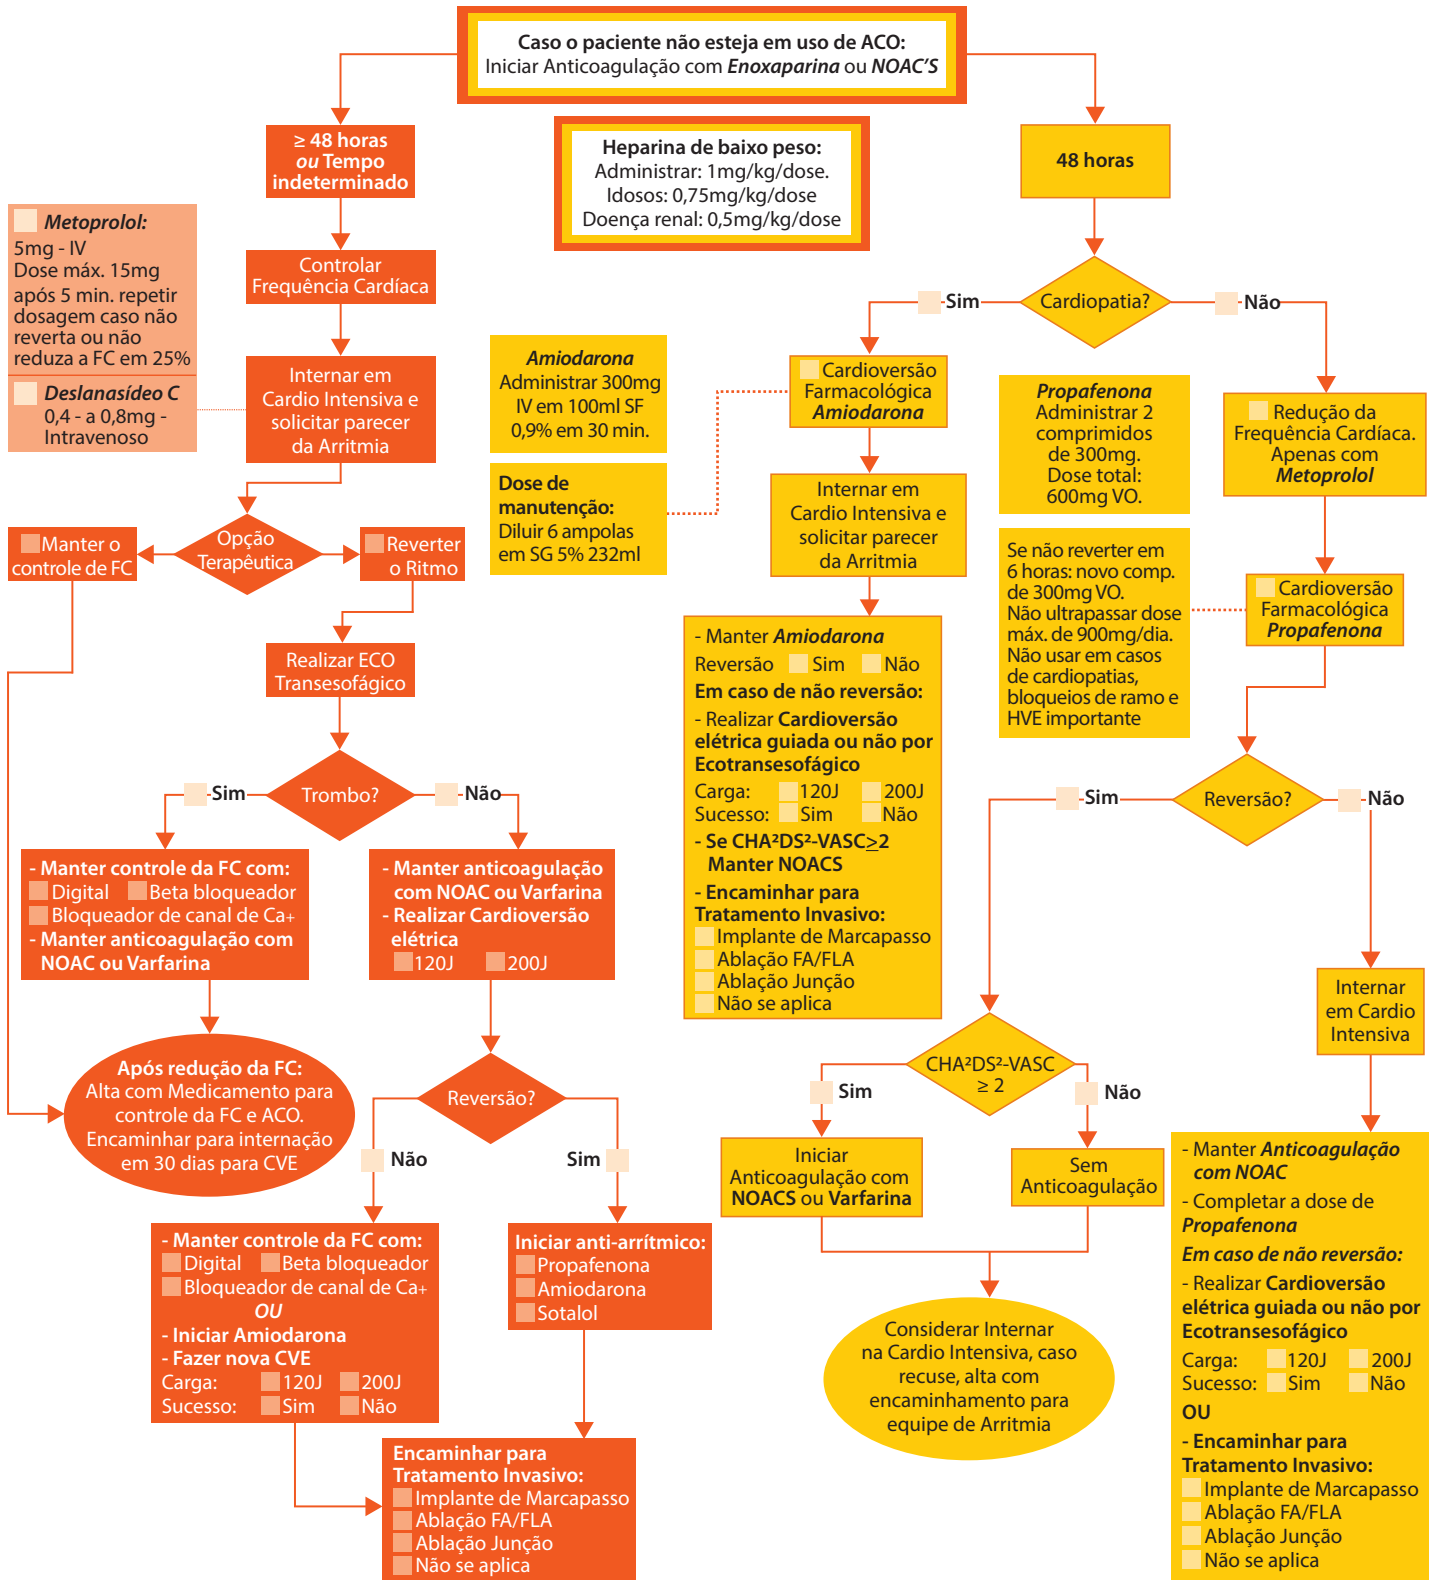 Caso o paciente não esteja em uso de ACO:
Iniciar Anticoagulação com Enoxaparina ou NOAC'S
Heparina de baixo peso:
Administrar: 1mg/kg/dose.
Idosos: 0,75mg/kg/dose
Doença renal: 0,5mg/kg/dose
≥ 48 horas
ou Tempo
indeterminado
Controlar
Frequência Cardíaca
Metoprolol:
5mg - IV
Dose máx. 15mg
após 5 min. repetir
dosagem caso não
reverta ou não
reduza a FC em 25%
Deslanasídeo C
0,4 - a 0,8mg -
Intravenoso
Internar em
Cardio Intensiva e
solicitar parecer
da Arritmia
Opção
Terapêutica
Manter o
controle de FC
Reverter
o Ritmo
Realizar ECO
Transesofágico
Trombo?
Sim
Não
- Manter controle da FC com:
Digital Beta bloqueador
Bloqueador de canal de Ca+
- Manter anticoagulação com
NOAC ou Varfarina
- Manter anticoagulação
com NOAC ou Varfarina
- Realizar Cardioversão
elétrica
120J 200J
Após redução da FC:
Alta com Medicamento para
controle da FC e ACO.
Encaminhar para internação
em 30 dias para CVE
Reversão?
Não
Sim
- Manter controle da FC com:
Digital Beta bloqueador
Bloqueador de canal de Ca+
OU
- Iniciar Amiodarona
- Fazer nova CVE
Carga: 120J 200J
Sucesso: Sim Não
Iniciar anti-arrítmico:
Propafenona
Amiodarona
Sotalol
Encaminhar para
Tratamento Invasivo:
Implante de Marcapasso
Ablação FA/FLA
Ablação Junção
Não se aplica
48 horas
Cardiopatia?
Sim
Não
Cardioversão
Farmacológica
Amiodarona
Amiodarona
Administrar 300mg
IV em 100ml SF
0,9% em 30 min.
Dose de
manutenção:
Diluir 6 ampolas
em SG 5% 232ml
Internar em
Cardio Intensiva e
solicitar parecer
da Arritmia
- Manter Amiodarona
Reversão Sim Não
Em caso de não reversão:
- Realizar Cardioversão
elétrica guiada ou não por
Ecotransesofágico
Carga: 120J 200J
Sucesso: Sim Não
- Se CHA²DS²-VASC≥2
Manter NOACS
- Encaminhar para
Tratamento Invasivo:
Implante de Marcapasso
Ablação FA/FLA
Ablação Junção
Não se aplica
Redução da
Frequência Cardíaca.
Apenas com
Metoprolol
Propafenona
Administrar 2
comprimidos
de 300mg.
Dose total:
600mg VO.
Se não reverter em
6 horas: novo comp.
de 300mg VO.
Não ultrapassar dose
máx. de 900mg/dia.
Não usar em casos
de cardiopatias,
bloqueios de ramo e
HVE importante
Cardioversão
Farmacológica
Propafenona
Reversão?
Sim
Não
CHA²DS²-VASC
≥ 2
Sim
Não
Iniciar
Anticoagulação com
NOACS ou Varfarina
Sem
Anticoagulação
Considerar Internar
na Cardio Intensiva, caso
recuse, alta com
encaminhamento para
equipe de Arritmia
Internar
em Cardio
Intensiva
- Manter Anticoagulação
com NOAC
- Completar a dose de
Propafenona
Em caso de não reversão:
- Realizar Cardioversão
elétrica guiada ou não por
Ecotransesofágico
Carga: 120J 200J
Sucesso: Sim Não
OU
- Encaminhar para
Tratamento Invasivo:
Implante de Marcapasso
Ablação FA/FLA
Ablação Junção
Não se aplica